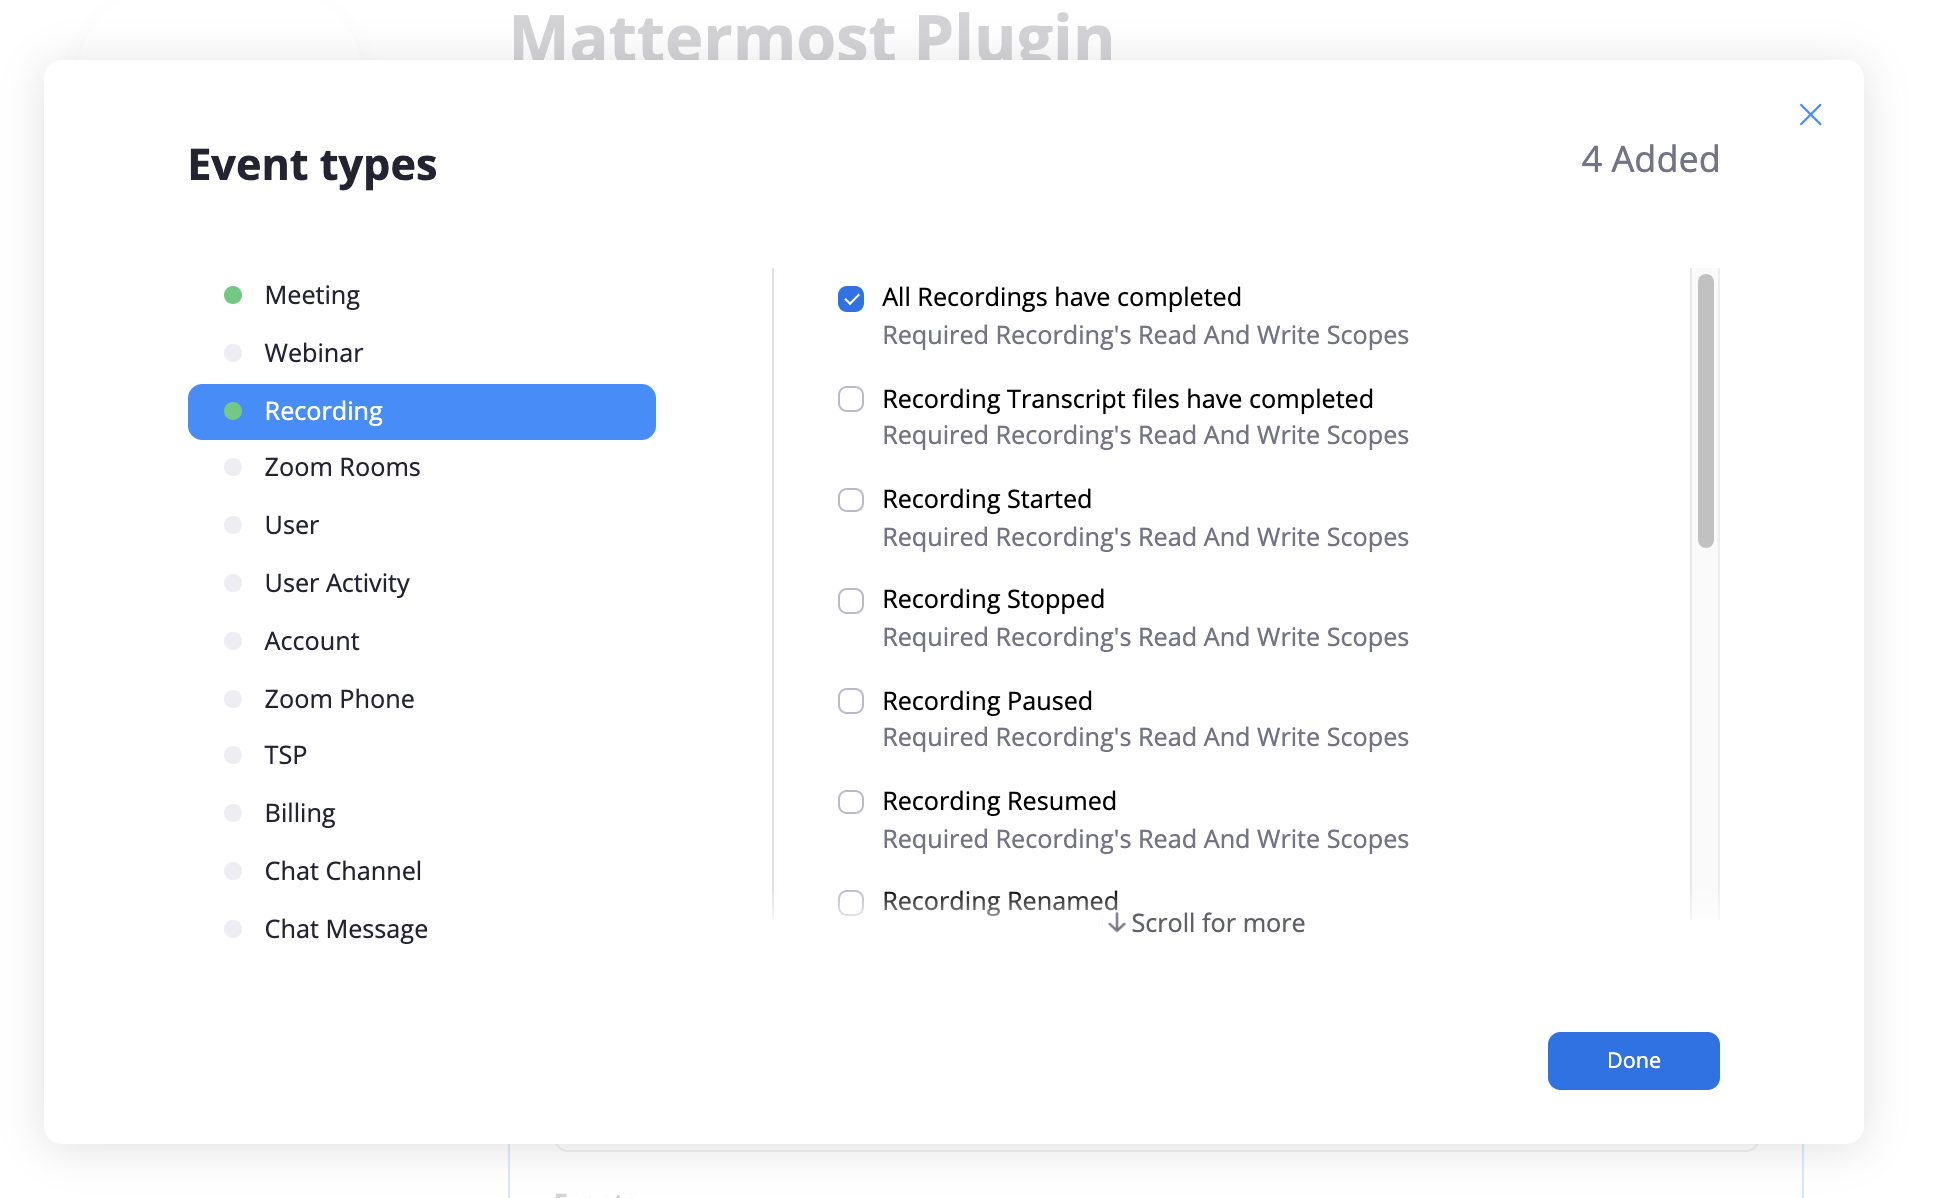 Mattermost Plugin
Event types
4 Added
Meeting
Webinar
Recording
Zoom Rooms
User
User Activity
Account
Zoom Phone
TSP
Billing
Chat Channel
Chat Message
All Recordings have completed
Required Recording's Read And Write Scopes
Recording Transcript files have completed
Required Recording's Read And Write Scopes
Recording Started
Required Recording's Read And Write Scopes
Recording Stopped
Required Recording's Read And Write Scopes
Recording Paused
Required Recording's Read And Write Scopes
Recording Resumed
Required Recording's Read And Write Scopes
Recording Renamed
Scroll for more
Done